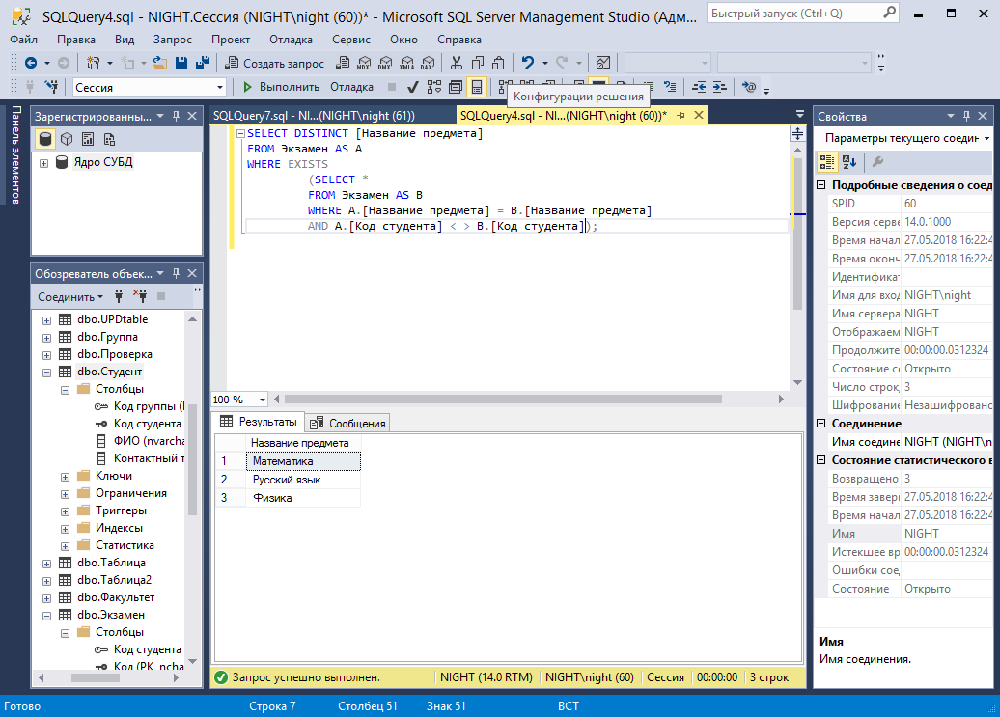 SQLQuery4.sql - NIGHT.Сессия (NIGHT\night (60))* - Microsoft SQL Server Management Studio (Адм...
Быстрый запуск (Ctrl+Q)
Файл Правка Вид Запрос Проект Отладка Сервис Окно Справка
Создать запрос MDX DMX XMLA DAX
Сессия Выполнить Отладка
Конфигурации решения
Панель элементов
Зарегистрированны...
Ядро СУБД
Обозреватель объек...
Соединить
dbo.UPDtable
dbo.Группа
dbo.Проверка
dbo.Студент
Столбцы
Код группы (
Код студента
ФИО (nvarcha
Контактный т
Ключи
Ограничения
Триггеры
Индексы
Статистика
dbo.Таблица
dbo.Таблица2
dbo.Факультет
dbo.Экзамен
Столбцы
Код студента
Код (PK, ncha
SQLQuery7.sql - NI...(NIGHT\night (61))
SQLQuery4.sql - NI...(NIGHT\night (60))*
SELECT DISTINCT [Название предмета]
FROM Экзамен AS A
WHERE EXISTS
(SELECT *
FROM Экзамен AS B
WHERE A.[Название предмета] = B.[Название предмета]
AND A.[Код студента] < > B.[Код студента]);
100 %
Результаты Сообщения
Название предмета
1 Математика
2 Русский язык
3 Физика
Запрос успешно выполнен. NIGHT (14.0 RTM) NIGHT\night (60) Сессия 00:00:00 3 строк
Свойства
Параметры текущего соедин
Подробные сведения о соед
SPID 60
Версия серве 14.0.1000
Время начал 27.05.2018 16:22:4
Время оконч 27.05.2018 16:22:4
Идентифика
Имя для вход NIGHT\night
Имя сервера NIGHT
Отображаем NIGHT
Продолжите 00:00:00.0312324
Состояние с Открыто
Число строк, 3
Шифрование Незашифрованс
Соединение
Имя соедине NIGHT (NIGHT\n
Состояние статистического в
Возвращено 3
Время завер 27.05.2018 16:22:4
Время начал 27.05.2018 16:22:4
Имя NIGHT
Истекшее вр 00:00:00.0312324
Ошибки сое
Состояние Открыто
Имя
Имя соединения.
Готово Строка 7 Столбец 51 Знак 51 ВСТ